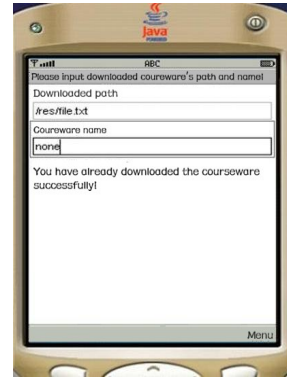 Java
POWERED
ABC
Please input downloaded coureware's path and name!
Downloaded path
/res/file.txt
Coureware name
none
You have already downloaded the courseware
successfully!
Menu